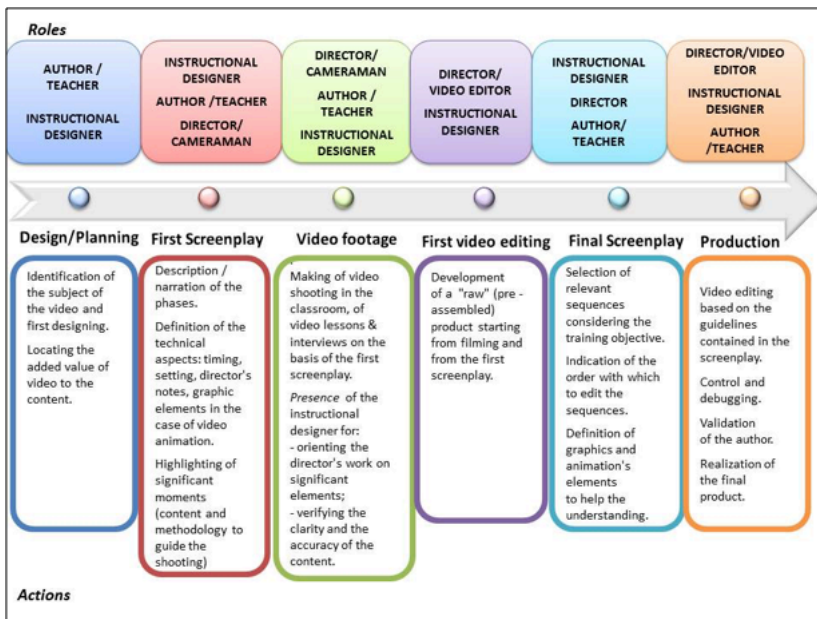 Roles
AUTHOR /
TEACHER
INSTRUCTIONAL
DESIGNER
INSTRUCTIONAL
DESIGNER
AUTHOR /TEACHER
DIRECTOR/
CAMERAMAN
DIRECTOR/
CAMERAMAN
AUTHOR /
TEACHER
INSTRUCTIONAL
DESIGNER
DIRECTOR/
VIDEO EDITOR
INSTRUCTIONAL
DESIGNER
INSTRUCTIONAL
DESIGNER
DIRECTOR
AUTHOR/
TEACHER
DIRECTOR/VIDEO
EDITOR
INSTRUCTIONAL
DESIGNER
AUTHOR
/TEACHER
Design/Planning
Identification of
the subject of
the video and
first designing.
Locating the
added value of
video to the
content.
First Screenplay
Description /
narration of the
phases.
Definition of the
technical
aspects: timing,
setting, director's
notes, graphic
elements in the
case of video
animation.
Highlighting of
significant
moments
(content and
methodology to
guide the
shooting)
Video footage
Making of video
shooting in the
classroom, of
video lessons &
interviews on the
basis of the first
screenplay.
Presence of the
instructional
designer for:
- orienting the
director's work on
significant
elements;
- verifying the
clarity and the
accuracy of the
content.
First video editing
Development
of a "raw" (pre -
assembled)
product starting
from filming and
from the first
screenplay.
Final Screenplay
Selection of
relevant
sequences
considering the
training objective.
Indication of the
order with which
to edit the
sequences.
Definition of
graphics and
animation's
elements
to help the
understanding.
Production
Video editing
based on the
guidelines
contained in the
screenplay.
Control and
debugging.
Validation
of the author.
Realization of
the final
product.
Actions